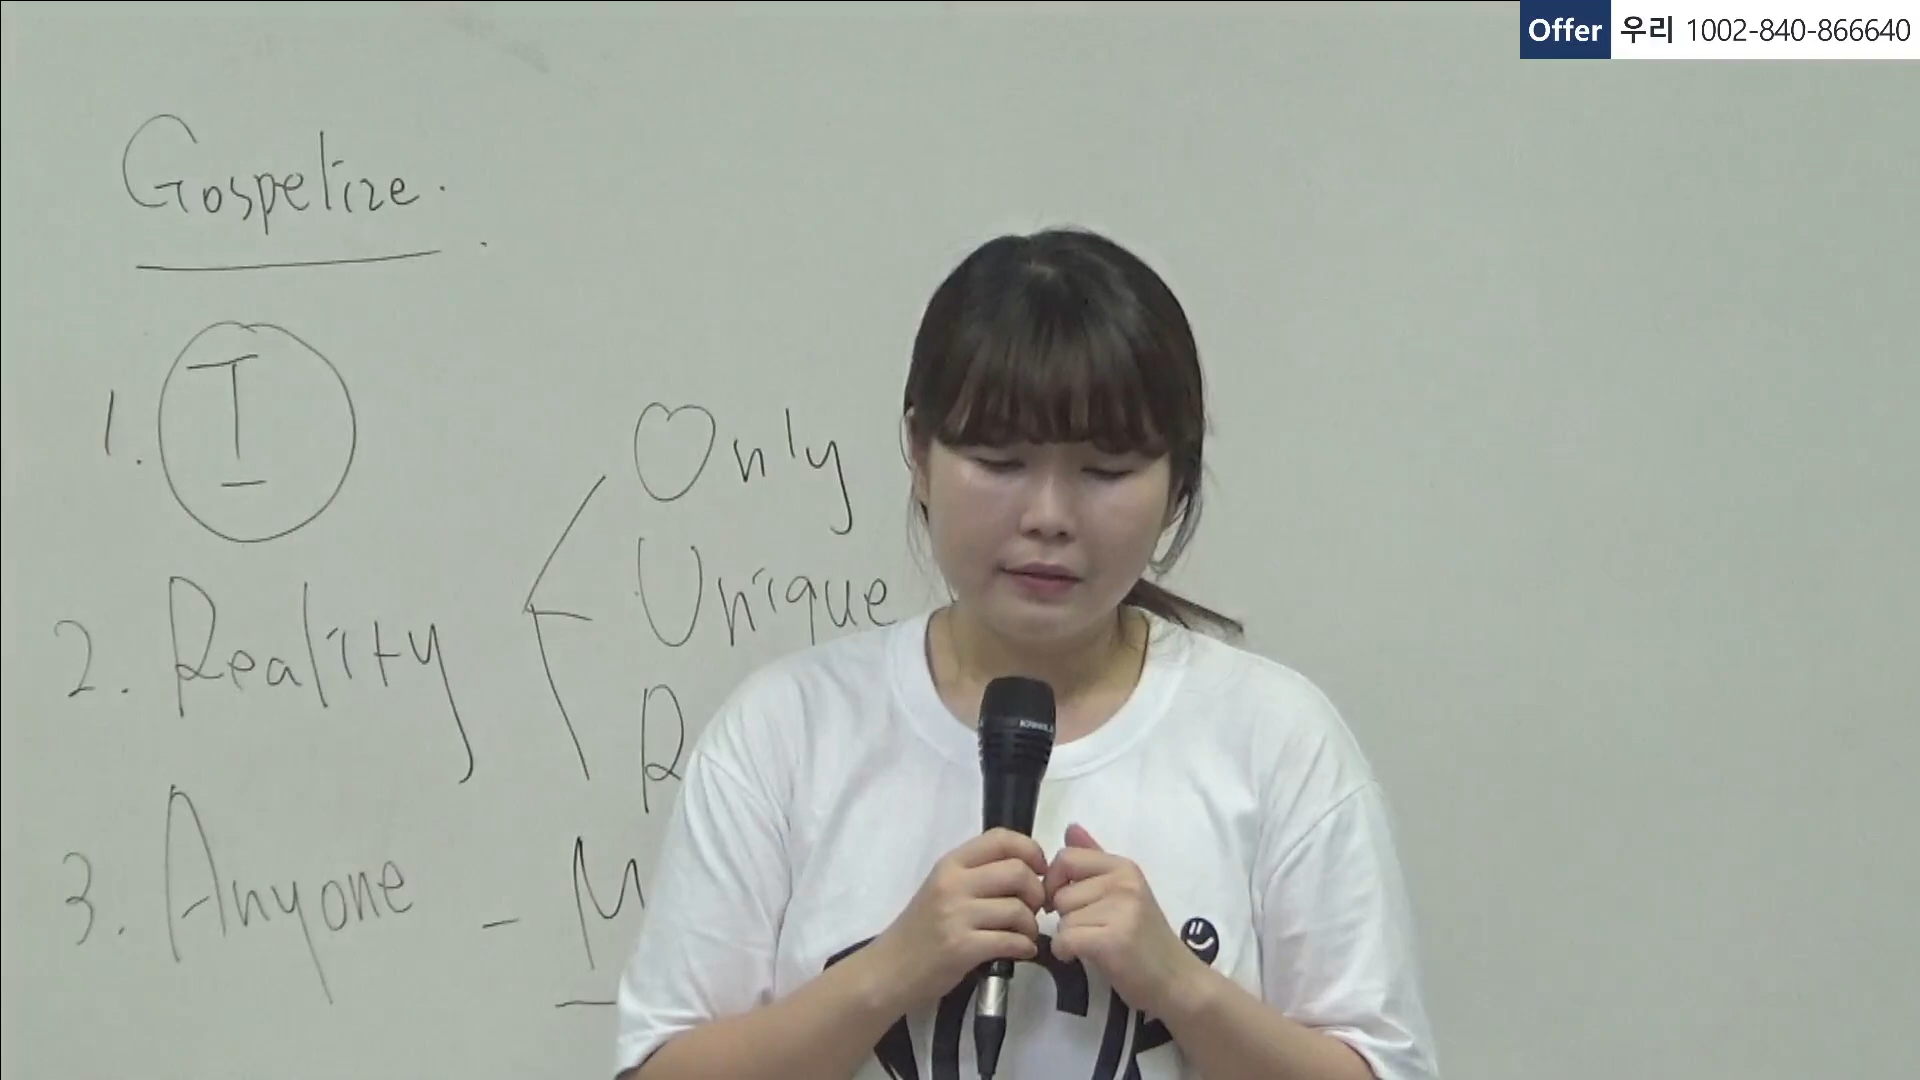 Offer 우리 1002-840-866640
Gospelize.
1. I
Only
Unique
2. Reality
R
3. Anyone - M